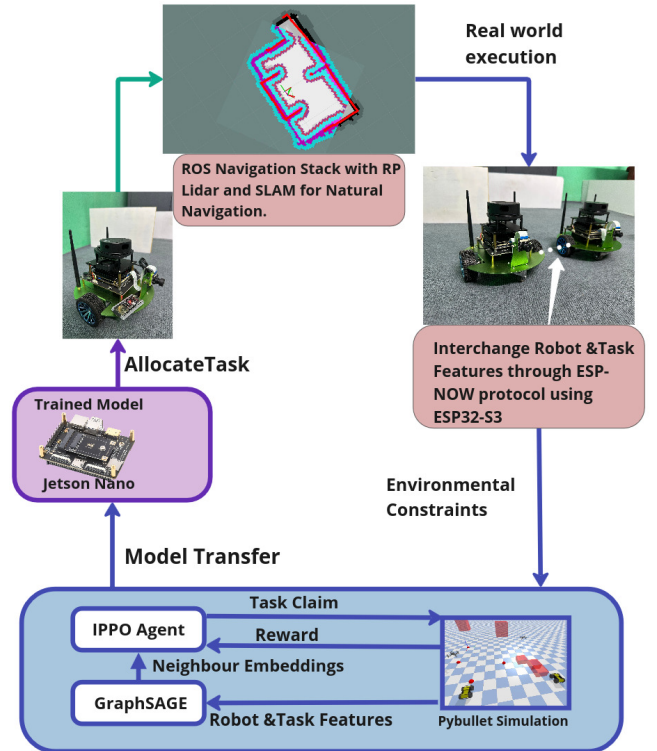 Real world
execution
ROS Navigation Stack with RP
Lidar and SLAM for Natural
Navigation.
Interchange Robot &Task
Features through ESP-
NOW protocol using
ESP32-S3
AllocateTask
Trained Model
Jetson Nano
Environmental
Constraints
Model Transfer
Task Claim
IPPO Agent
Reward
Neighbour Embeddings
GraphSAGE
Robot &Task Features
Pybullet Simulation